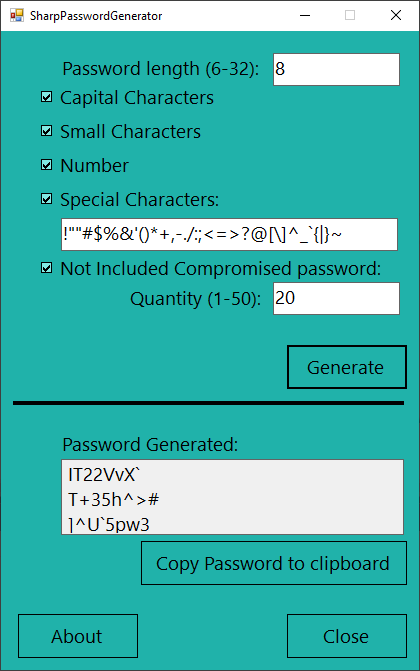 SharpPasswordGenerator
Password length (6-32): 8
Capital Characters
Small Characters
Number
Special Characters:
!""#$%&'()*+,-./:;<=>?@[\]^_`{|}~
Not Included Compromised password:
Quantity (1-50): 20
Generate
Password Generated:
IT22VvX`
T+35h^>#
]^U`5pw3
Copy Password to clipboard
About Close